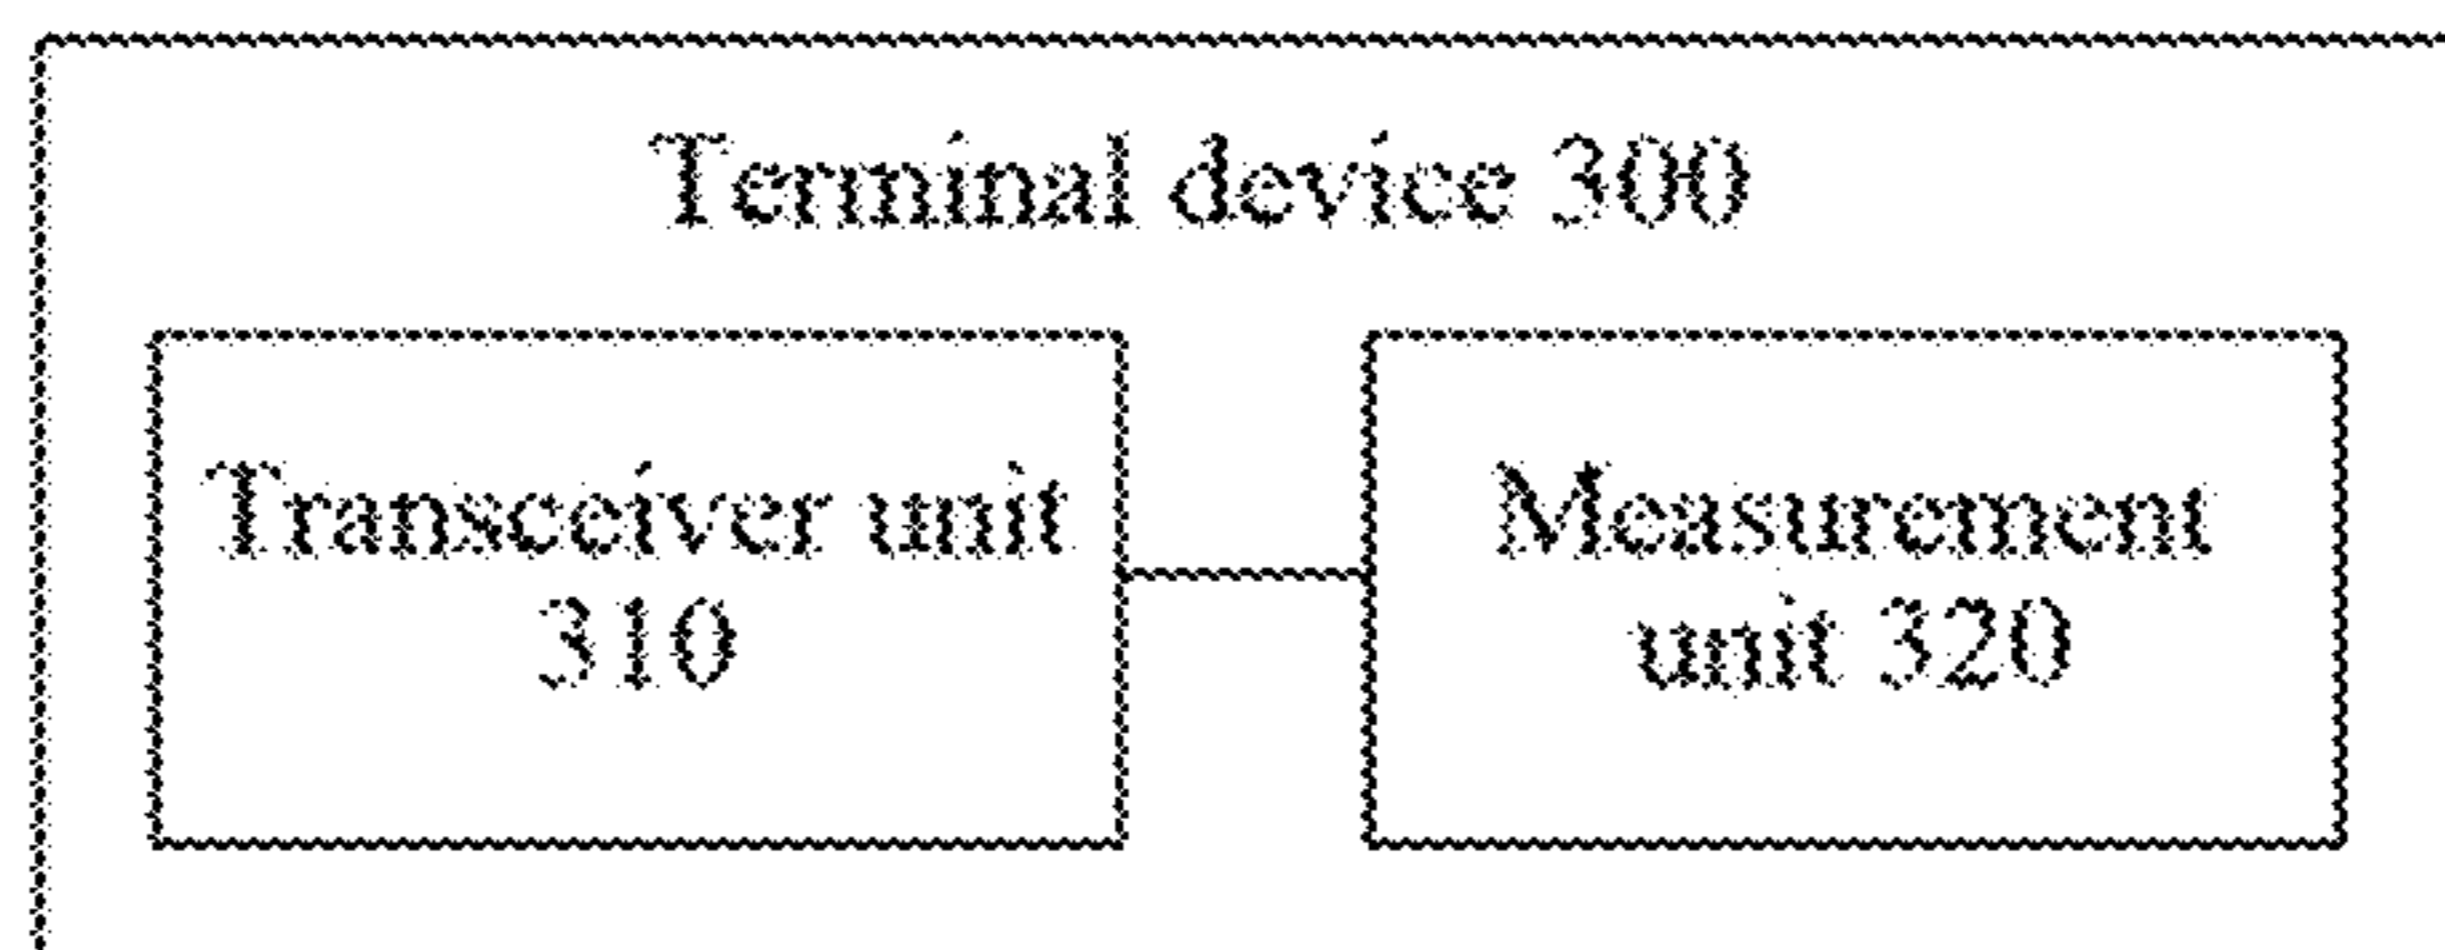 Terminal device 300
Transceiver unit
310
Measurement
unit 320